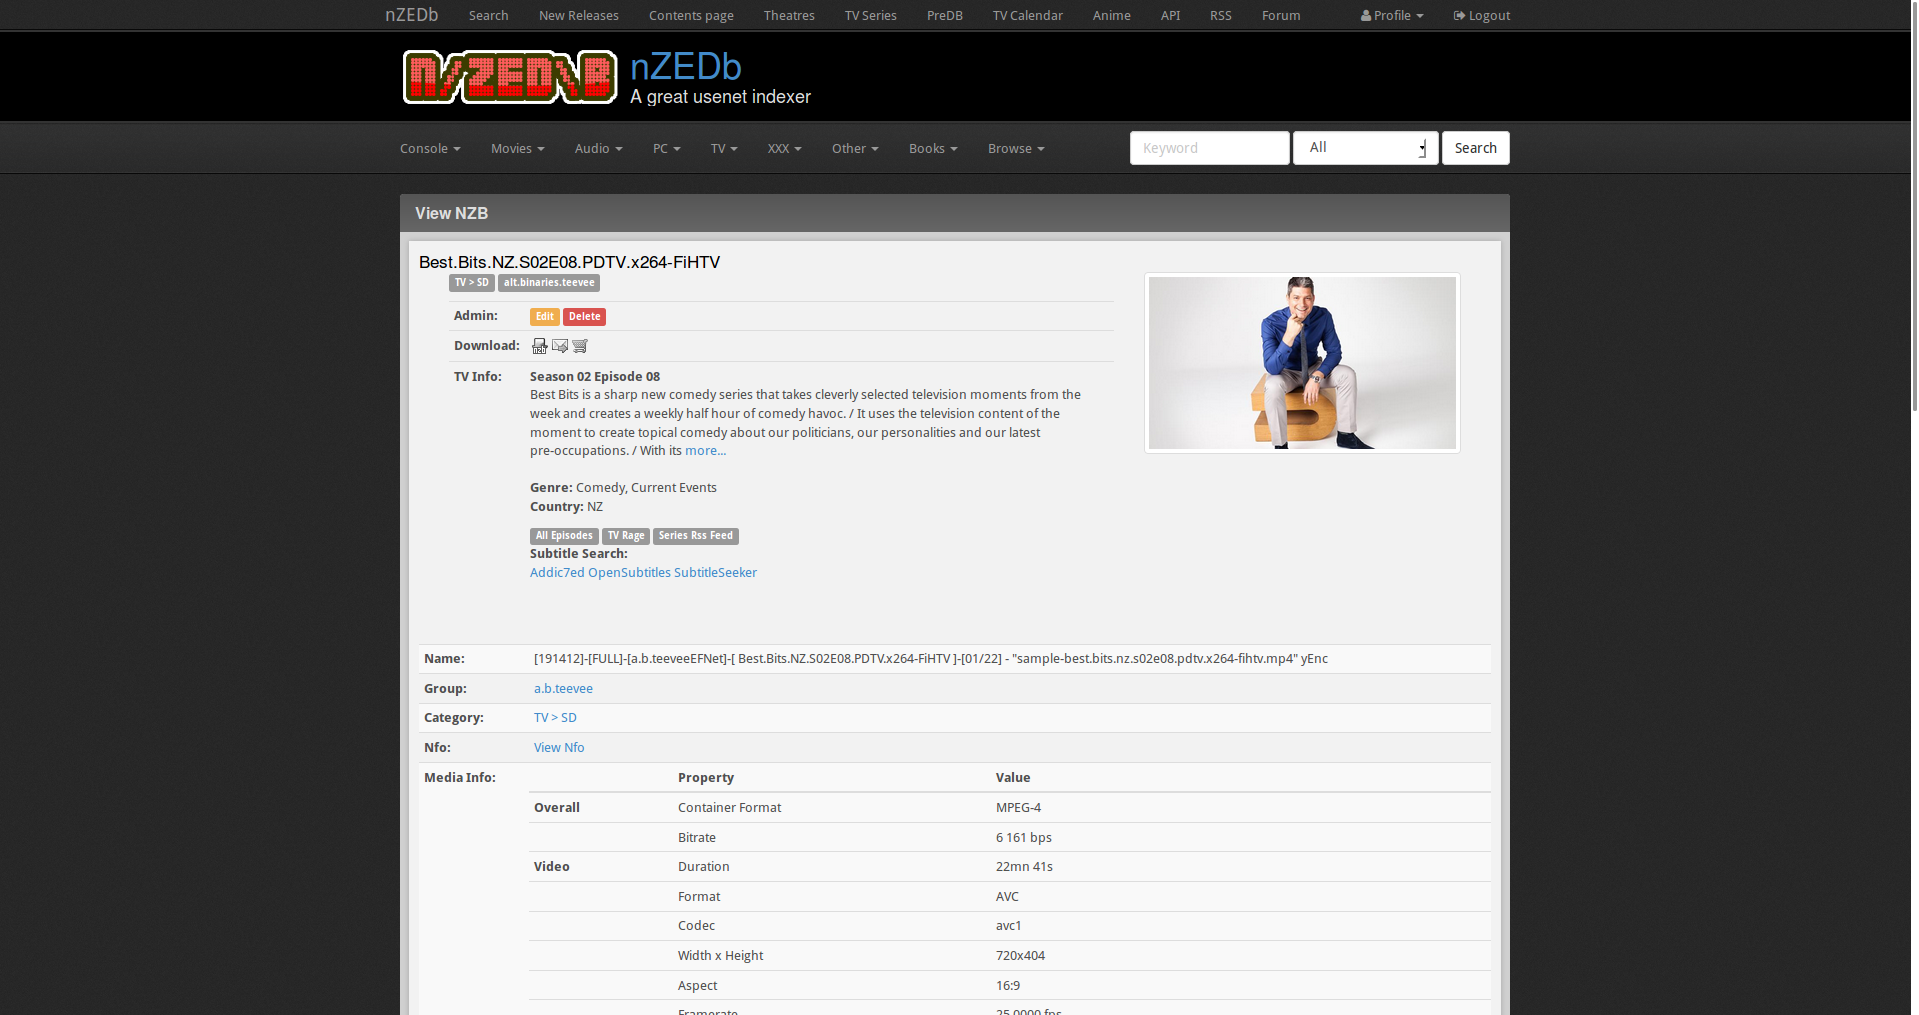 nZEDb Search New Releases Contents page Theatres TV Series PreDB TV Calendar Anime API RSS Forum Profile Logout
N/ZED\B
nZEDb
A great usenet indexer
Console Movies Audio PC TV XXX Other Books Browse Keyword All Search
View NZB
Best.Bits.NZ.S02E08.PDTV.x264-FiHTV
TV > SD alt.binaries.teevee
Admin: Edit Delete
Download:
TV Info: Season 02 Episode 08
Best Bits is a sharp new comedy series that takes cleverly selected television moments from the
week and creates a weekly half hour of comedy havoc. / It uses the television content of the
moment to create topical comedy about our politicians, our personalities and our latest
pre-occupations. / With its more...
Genre: Comedy, Current Events
Country: NZ
All Episodes TV Rage Series Rss Feed
Subtitle Search:
Addic7ed OpenSubtitles SubtitleSeeker
Name: [191412]-[FULL]-[a.b.teeveeEFNet]-[ Best.Bits.NZ.S02E08.PDTV.x264-FiHTV ]-[01/22] - "sample-best.bits.nz.s02e08.pdtv.x264-fihtv.mp4" yEnc
Group: a.b.teevee
Category: TV > SD
Nfo: View Nfo
Media Info: Property Value
Overall Container Format MPEG-4
Bitrate 6 161 bps
Video Duration 22mn 41s
Format AVC
Codec avc1
Width x Height 720x404
Aspect 16:9
Framerate 25.0000 fps